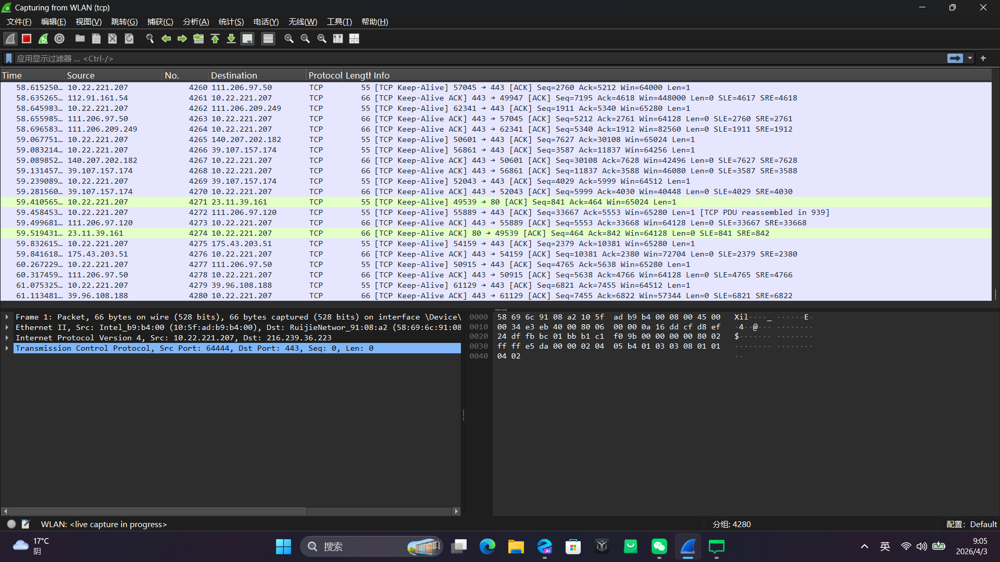 Capturing from WLAN (tcp)
文件(F) 编辑(E) 视图(V) 跳转(G) 捕获(C) 分析(A) 统计(S) 电话(Y) 无线(W) 工具(T) 帮助(H)
应用显示过滤器 … <Ctrl-/>
Time Source No. Destination Protocol Length Info
58.615250… 10.22.221.207 4260 111.206.97.50 TCP 55 [TCP Keep-Alive] 57045 → 443 [ACK] Seq=2760 Ack=5212 Win=64000 Len=1
58.635265… 112.91.161.54 4261 10.22.221.207 TCP 66 [TCP Keep-Alive ACK] 443 → 49947 [ACK] Seq=7195 Ack=4618 Win=448000 Len=0 SLE=4617 SRE=4618
58.645983… 10.22.221.207 4262 111.206.209.249 TCP 55 [TCP Keep-Alive] 62341 → 443 [ACK] Seq=1911 Ack=5340 Win=65280 Len=1
58.655985… 111.206.97.50 4263 10.22.221.207 TCP 66 [TCP Keep-Alive ACK] 443 → 57045 [ACK] Seq=5212 Ack=2761 Win=64128 Len=0 SLE=2760 SRE=2761
58.696583… 111.206.209.249 4264 10.22.221.207 TCP 66 [TCP Keep-Alive ACK] 443 → 62341 [ACK] Seq=5340 Ack=1912 Win=82560 Len=0 SLE=1911 SRE=1912
59.067751… 10.22.221.207 4265 140.207.202.182 TCP 55 [TCP Keep-Alive] 50601 → 443 [ACK] Seq=7627 Ack=30108 Win=65024 Len=1
59.083214… 10.22.221.207 4266 39.107.157.174 TCP 55 [TCP Keep-Alive] 56861 → 443 [ACK] Seq=3587 Ack=11837 Win=64256 Len=1
59.089852… 140.207.202.182 4267 10.22.221.207 TCP 66 [TCP Keep-Alive ACK] 443 → 50601 [ACK] Seq=30108 Ack=7628 Win=42496 Len=0 SLE=7627 SRE=7628
59.131457… 39.107.157.174 4268 10.22.221.207 TCP 66 [TCP Keep-Alive ACK] 443 → 56861 [ACK] Seq=11837 Ack=3588 Win=46080 Len=0 SLE=3587 SRE=3588
59.239089… 10.22.221.207 4269 39.107.157.174 TCP 55 [TCP Keep-Alive] 52043 → 443 [ACK] Seq=4029 Ack=5999 Win=64512 Len=1
59.281560… 39.107.157.174 4270 10.22.221.207 TCP 66 [TCP Keep-Alive ACK] 443 → 52043 [ACK] Seq=5999 Ack=4030 Win=40448 Len=0 SLE=4029 SRE=4030
59.410565… 10.22.221.207 4271 23.11.39.161 TCP 55 [TCP Keep-Alive] 49539 → 80 [ACK] Seq=841 Ack=464 Win=65024 Len=1
59.458453… 10.22.221.207 4272 111.206.97.120 TCP 55 [TCP Keep-Alive] 55889 → 443 [ACK] Seq=33667 Ack=5553 Win=65280 Len=1 [TCP PDU reassembled in 939]
59.499681… 111.206.97.120 4273 10.22.221.207 TCP 66 [TCP Keep-Alive ACK] 443 → 55889 [ACK] Seq=5553 Ack=33668 Win=64128 Len=0 SLE=33667 SRE=33668
59.519431… 23.11.39.161 4274 10.22.221.207 TCP 66 [TCP Keep-Alive ACK] 80 → 49539 [ACK] Seq=464 Ack=842 Win=64128 Len=0 SLE=841 SRE=842
59.832615… 10.22.221.207 4275 175.43.203.51 TCP 55 [TCP Keep-Alive] 54159 → 443 [ACK] Seq=2379 Ack=10381 Win=65280 Len=1
59.841618… 175.43.203.51 4276 10.22.221.207 TCP 66 [TCP Keep-Alive ACK] 443 → 54159 [ACK] Seq=10381 Ack=2380 Win=72704 Len=0 SLE=2379 SRE=2380
60.267229… 10.22.221.207 4277 111.206.97.50 TCP 55 [TCP Keep-Alive] 50915 → 443 [ACK] Seq=4765 Ack=5638 Win=65280 Len=1
60.317459… 111.206.97.50 4278 10.22.221.207 TCP 66 [TCP Keep-Alive ACK] 443 → 50915 [ACK] Seq=5638 Ack=4766 Win=64128 Len=0 SLE=4765 SRE=4766
61.075325… 10.22.221.207 4279 39.96.108.188 TCP 55 [TCP Keep-Alive] 61129 → 443 [ACK] Seq=6821 Ack=7455 Win=64512 Len=1
61.113481… 39.96.108.188 4280 10.22.221.207 TCP 66 [TCP Keep-Alive ACK] 443 → 61129 [ACK] Seq=7455 Ack=6822 Win=57344 Len=0 SLE=6821 SRE=6822
Frame 1: Packet, 66 bytes on wire (528 bits), 66 bytes captured (528 bits) on interface \Device\
Ethernet II, Src: Intel_b9:b4:00 (10:5f:ad:b9:b4:00), Dst: RuijieNetwor_91:08:a2 (58:69:6c:91:08
Internet Protocol Version 4, Src: 10.22.221.207, Dst: 216.239.36.223
Transmission Control Protocol, Src Port: 64444, Dst Port: 443, Seq: 0, Len: 0
0000 58 69 6c 91 08 a2 10 5f ad b9 b4 00 08 00 45 00 Xil····_ ······E·
0010 00 34 e3 eb 40 00 80 06 00 00 0a 16 dd cf d8 ef ·4··@··· ········
0020 24 df fb bc 01 bb b1 c1 f0 9b 00 00 00 00 80 02 $······· ········
0030 ff ff e5 da 00 00 02 04 05 b4 01 03 03 08 01 01 ········ ········
0040 04 02 ··
WLAN: <live capture in progress>
分组: 4280
配置: Default
17°C
阴
搜索
AI
英
9:05
2026/4/3